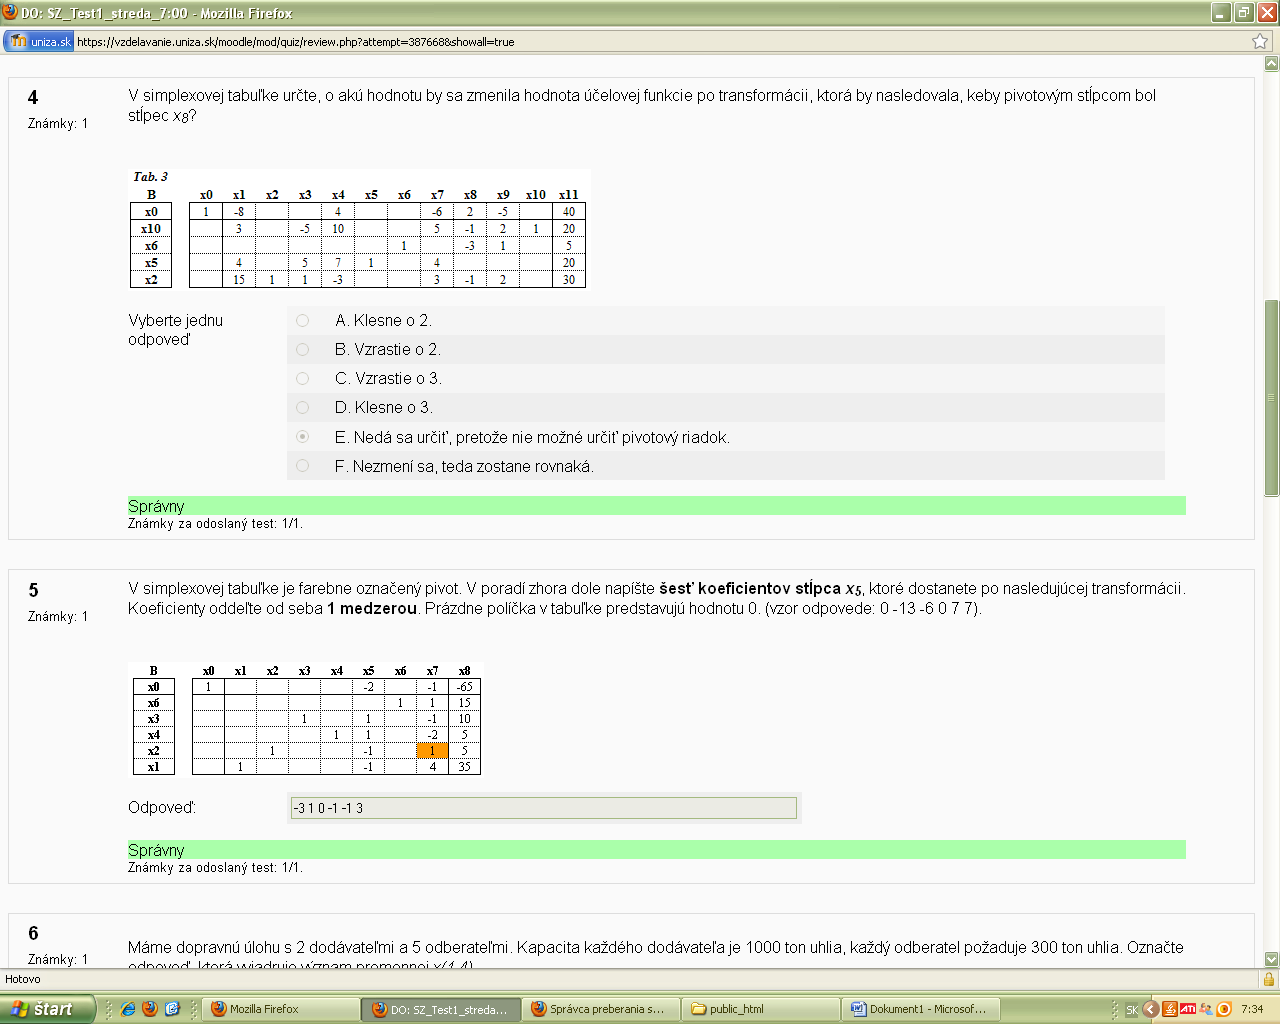 DO: SZ_Test1_streda_7:00 - Mozilla Firefox
uniza.sk https://vzdelavanie.uniza.sk/moodle/mod/quiz/review.php?attempt=387668&showall=true
4
Známky: 1
V simplexovej tabuľke určte, o akú hodnotu by sa zmenila hodnota účelovej funkcie po transformácii, ktorá by nasledovala, keby pivotovým stĺpcom bol
stĺpec x8?
Tab. 3
B x0 x1 x2 x3 x4 x5 x6 x7 x8 x9 x10 x11
x0 1 -8 4 -6 2 -5 40
x10 3 -5 10 5 -1 2 1 20
x6 1 -3 1 5
x5 4 5 7 1 4 20
x2 15 1 1 -3 3 -1 2 30
Vyberte jednu
odpoveď
A. Klesne o 2.
B. Vzrastie o 2.
C. Vzrastie o 3.
D. Klesne o 3.
E. Nedá sa určiť, pretože nie možné určiť pivotový riadok.
F. Nezmení sa, teda zostane rovnaká.
Správny
Známky za odoslaný test: 1/1.
5
Známky: 1
V simplexovej tabuľke je farebne označený pivot. V poradí zhora dole napíšte šesť koeficientov stĺpca x5, ktoré dostanete po nasledujúcej transformácii.
Koeficienty oddeľte od seba 1 medzerou. Prázdne políčka v tabuľke predstavujú hodnotu 0. (vzor odpovede: 0 -13 -6 0 7 7).
B x0 x1 x2 x3 x4 x5 x6 x7 x8
x0 1 -2 -1 -65
x6 1 1 15
x3 1 1 -1 10
x4 1 1 -2 5
x2 1 -1 1 5
x1 1 -1 4 35
Odpoveď:
-3 1 0 -1 -1 3
Správny
Známky za odoslaný test: 1/1.
6
Známky: 1
Máme dopravnú úlohu s 2 dodávateľmi a 5 odberateľmi. Kapacita každého dodávateľa je 1000 ton uhlia, každý odberatel požaduje 300 ton uhlia. Označte
odpoveď, ktorá vyjadruje význam premennej x(1,4)
Hotovo
štart
Mozilla Firefox
DO: SZ_Test1_streda...
Správca preberania s...
public_html
Dokument1 - Microsof...
SK
ATI
7:34